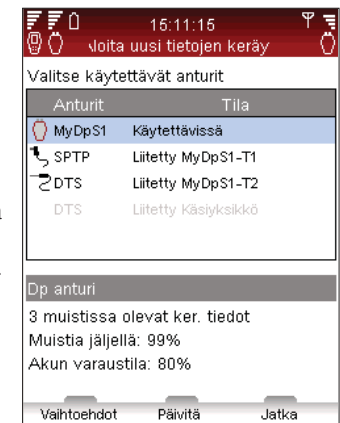 15:11:15
loita uusi tietojen keräy
Valitse käytettävät anturit
Anturit Tila
MyDpS1 Käytettävissä
SPTP Liitetty MyDpS1-T1
DTS Liitetty MyDpS1-T2
DTS Liitetty Käsiyksikkö
Dp anturi
3 muistissa olevat ker. tiedot
Muistia jäljellä: 99%
Akun varaustila: 80%
Vaihtoehdot Päivitä Jatka